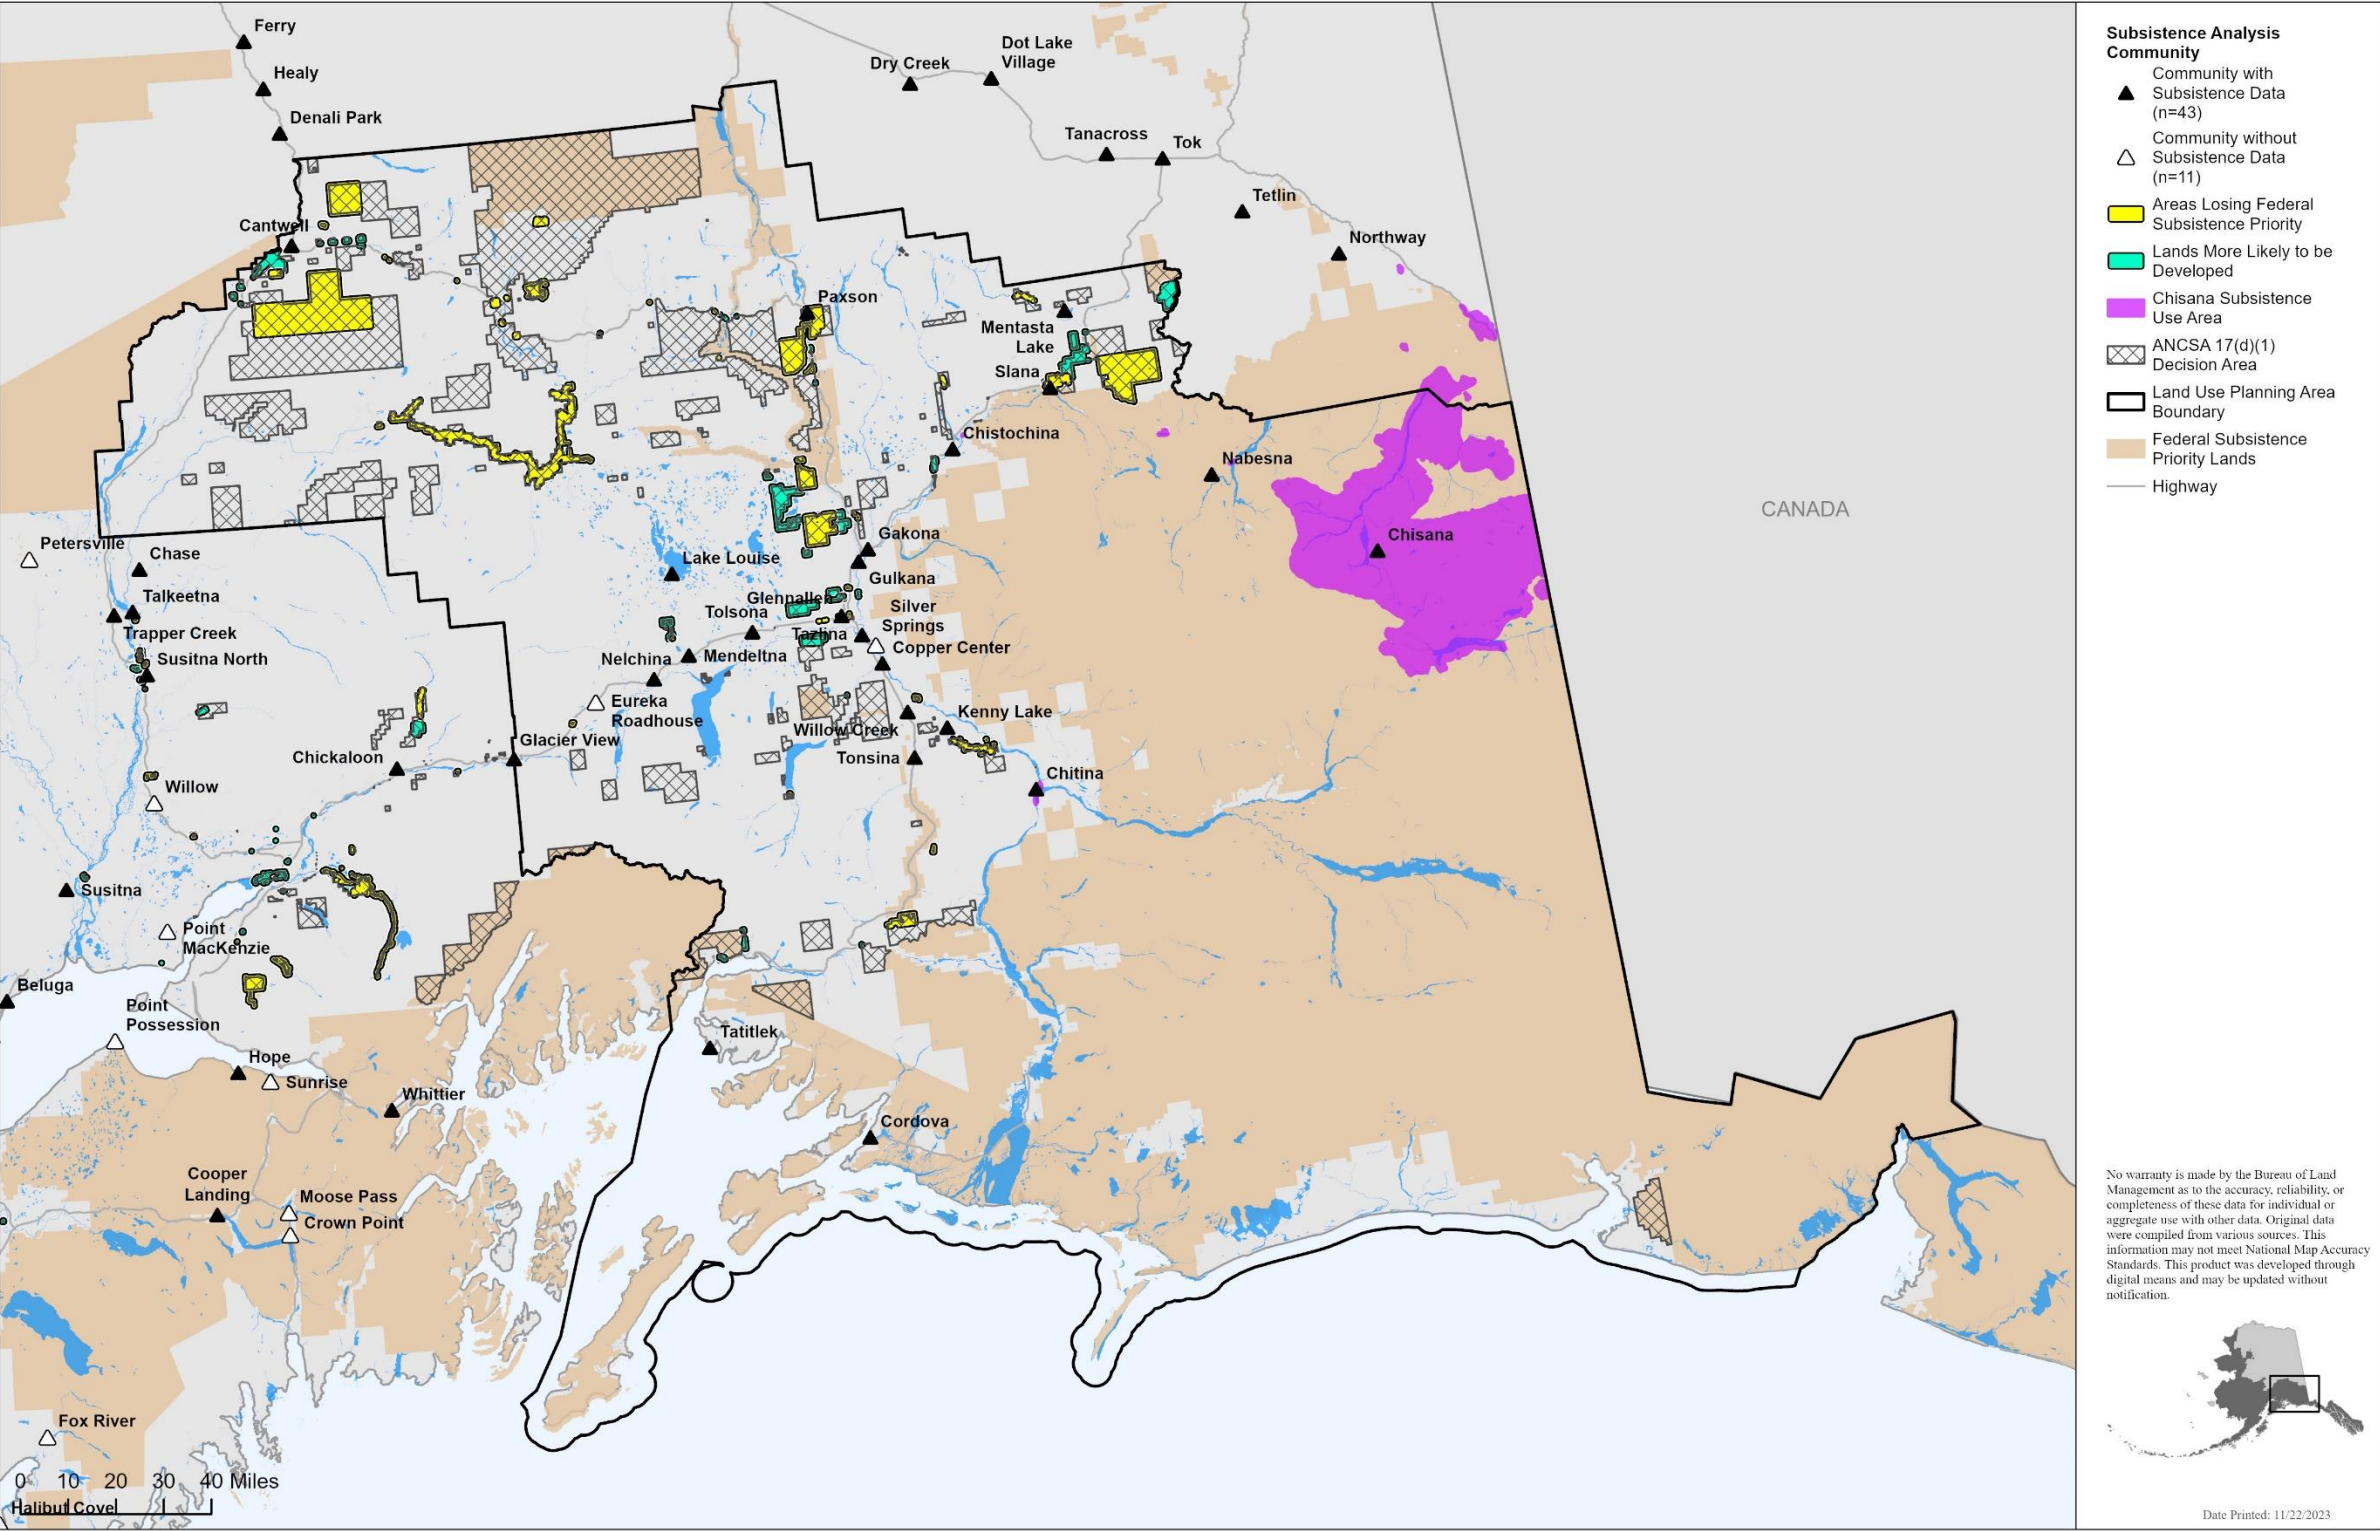 Ferry
Healy
Denali Park
Dry Creek
Dot Lake
Village
Tanacross
Tok
Tetlin
Northway
Cantwell
Paxson
Mentasta
Lake
Slana
Chistochina
Nabesna
CANADA
Chisana
Petersville
Chase
Talkeetna
Trapper Creek
Susitna North
Lake Louise
Gakona
Gulkana
Glennallen
Tolsona
Silver
Springs
Tazlina
Copper Center
Nelchina
Mendeltna
Eureka
Roadhouse
Kenny Lake
Willow Creek
Glacier View
Tonsina
Chickaloon
Chitina
Willow
Susitna
Point
MacKenzie
Beluga
Point
Possession
Tatitlek
Hope
Sunrise
Whittier
Cordova
Cooper
Landing
Moose Pass
Crown Point
Fox River
0 10 20 30 40 Miles
Halibut Cove
Subsistence Analysis
Community
Community with
Subsistence Data
(n=43)
Community without
Subsistence Data
(n=11)
Areas Losing Federal
Subsistence Priority
Lands More Likely to be
Developed
Chisana Subsistence
Use Area
ANCSA 17(d)(1)
Decision Area
Land Use Planning Area
Boundary
Federal Subsistence
Priority Lands
Highway
No warranty is made by the Bureau of Land
Management as to the accuracy, reliability, or
completeness of these data for individual or
aggregate use with other data. Original data
were compiled from various sources. This
information may not meet National Map Accuracy
Standards. This product was developed through
digital means and may be updated without
notification.
Date Printed: 11/22/2023